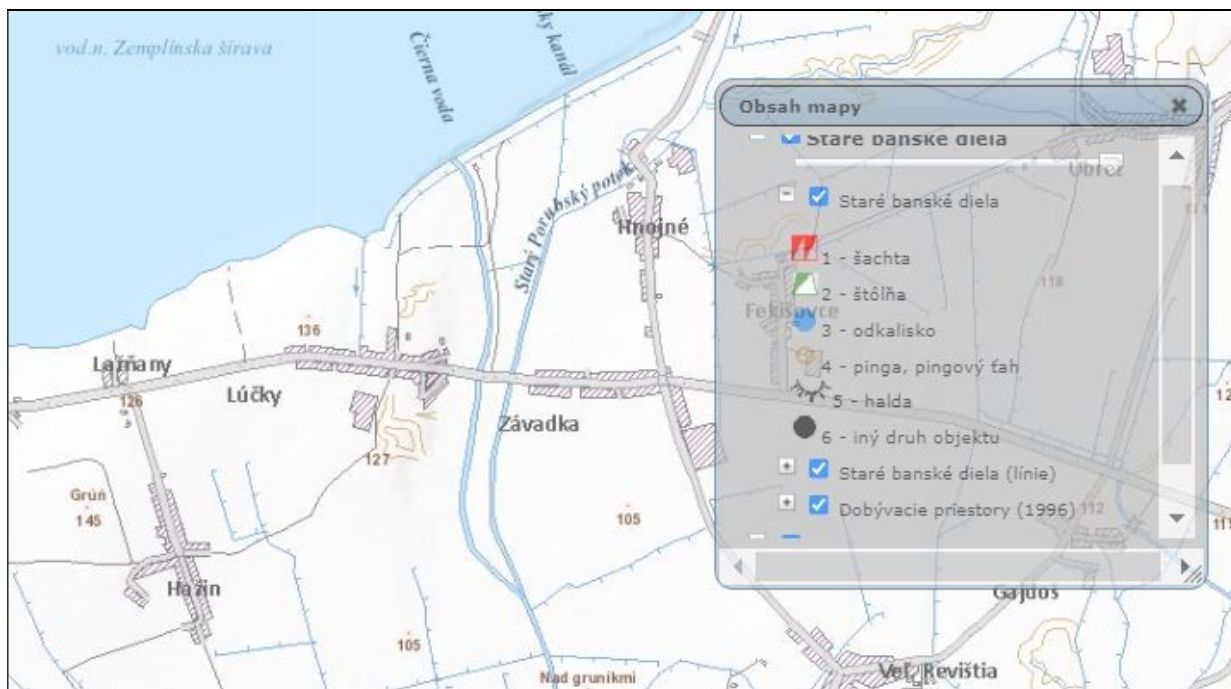 vod.n. Zemplínska šírava
Čierna voda
ký kanál
Starý Porubský potok
Hnojné
Lažňany
126
136
Lúčky
127
Závadka
Grúň
145
Hažín
105
105
Nad grunikmi
Veľ. Revištia
Gajdoš
112
118
Fekišovce
Úbrež
111
Obsah mapy
Staré banské diela
Staré banské diela
1 - šachta
2 - štôlňa
3 - odkalisko
4 - pinga, pingový ťah
5 - halda
6 - iný druh objektu
Staré banské diela (línie)
Dobývacie priestory (1996)